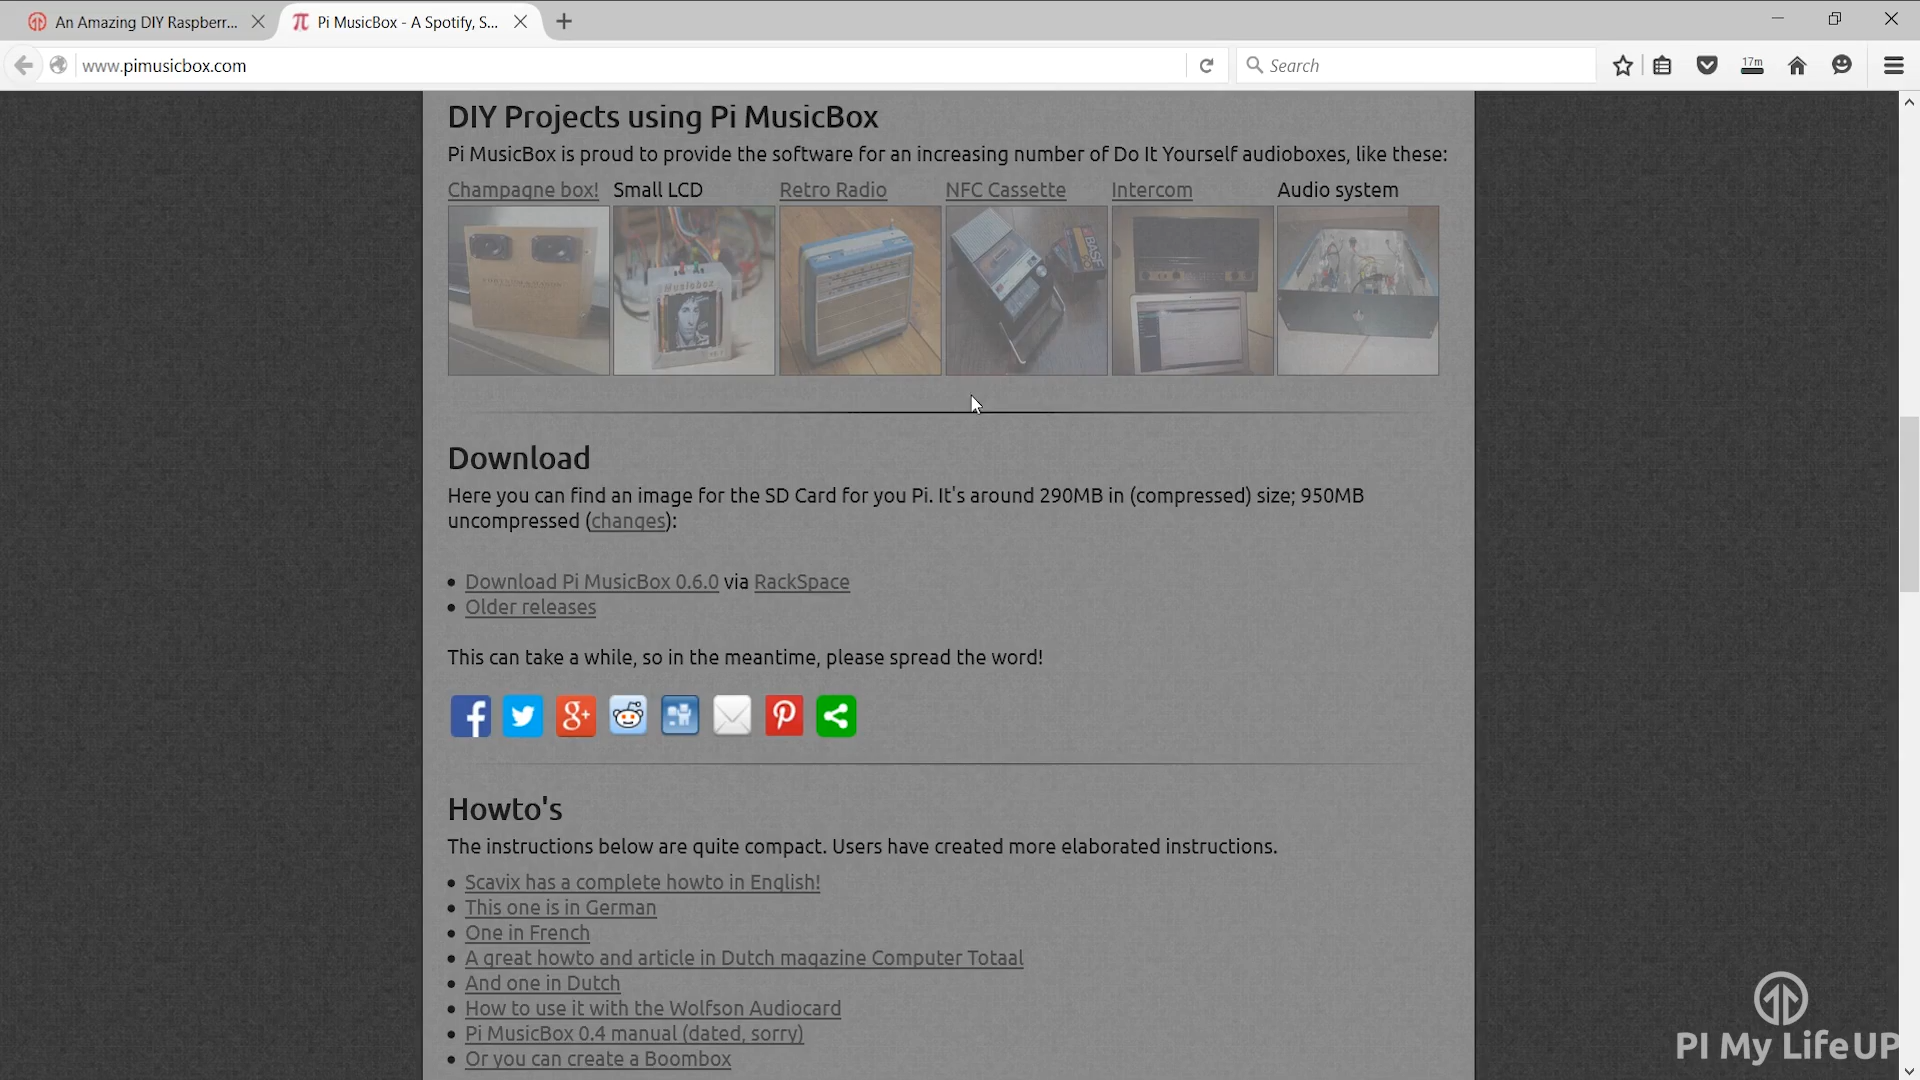 An Amazing DIY Raspberr...
Pi MusicBox - A Spotify, S...
www.pimusicbox.com
Search
17m
DIY Projects using Pi MusicBox
Pi MusicBox is proud to provide the software for an increasing number of Do It Yourself audioboxes, like these:
Champagne box! Small LCD Retro Radio NFC Cassette Intercom Audio system
Musicbox
BASF
Download
Here you can find an image for the SD Card for you Pi. It's around 290MB in (compressed) size; 950MB
uncompressed (changes):
Download Pi MusicBox 0.6.0 via RackSpace
Older releases
This can take a while, so in the meantime, please spread the word!
Howto's
The instructions below are quite compact. Users have created more elaborated instructions.
Scavix has a complete howto in English!
This one is in German
One in French
A great howto and article in Dutch magazine Computer Totaal
And one in Dutch
How to use it with the Wolfson Audiocard
Pi MusicBox 0.4 manual (dated, sorry)
Or you can create a Boombox
PI My LifeUP